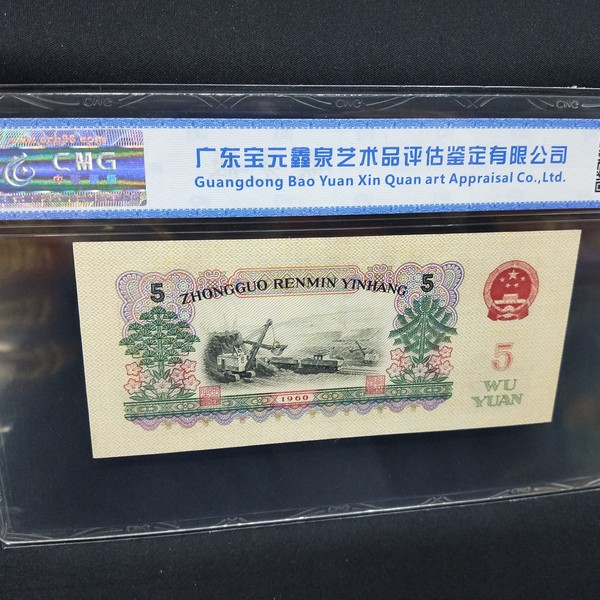 CMG
广东宝元鑫泉艺术品评估鉴定有限公司
Guangdong Bao Yuan Xin Quan art Appraisal Co.,Ltd.
5 ZHONGGUO RENMIN YINHANG 5
1960
5
WU
YUAN